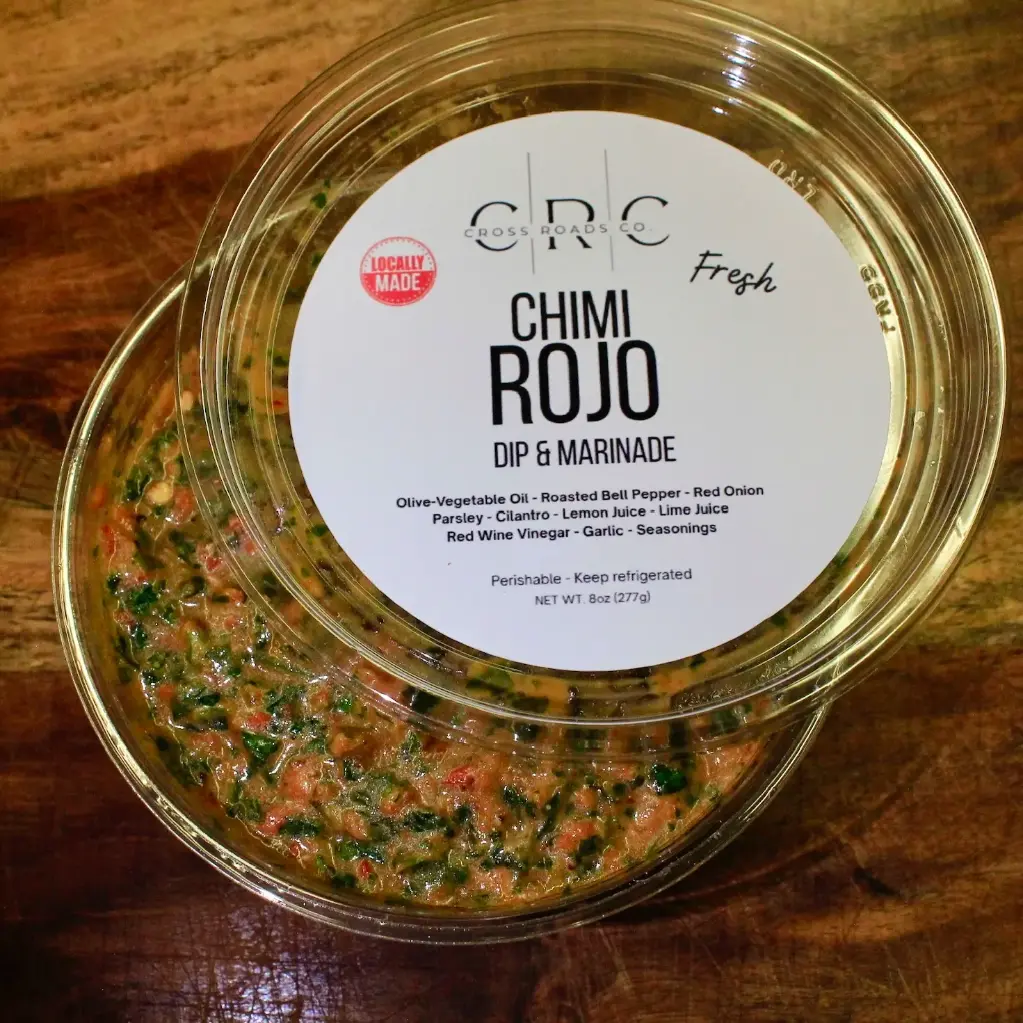 CRC
CROSS ROADS CO.
LOCALLY
MADE
Fresh
CHIMI
ROJO
DIP & MARINADE
Olive-Vegetable Oil - Roasted Bell Pepper - Red Onion
Parsley - Cilantro - Lemon Juice - Lime Juice
Red Wine Vinegar - Garlic - Seasonings
Perishable - Keep refrigerated
NET WT. 8oz (277g)